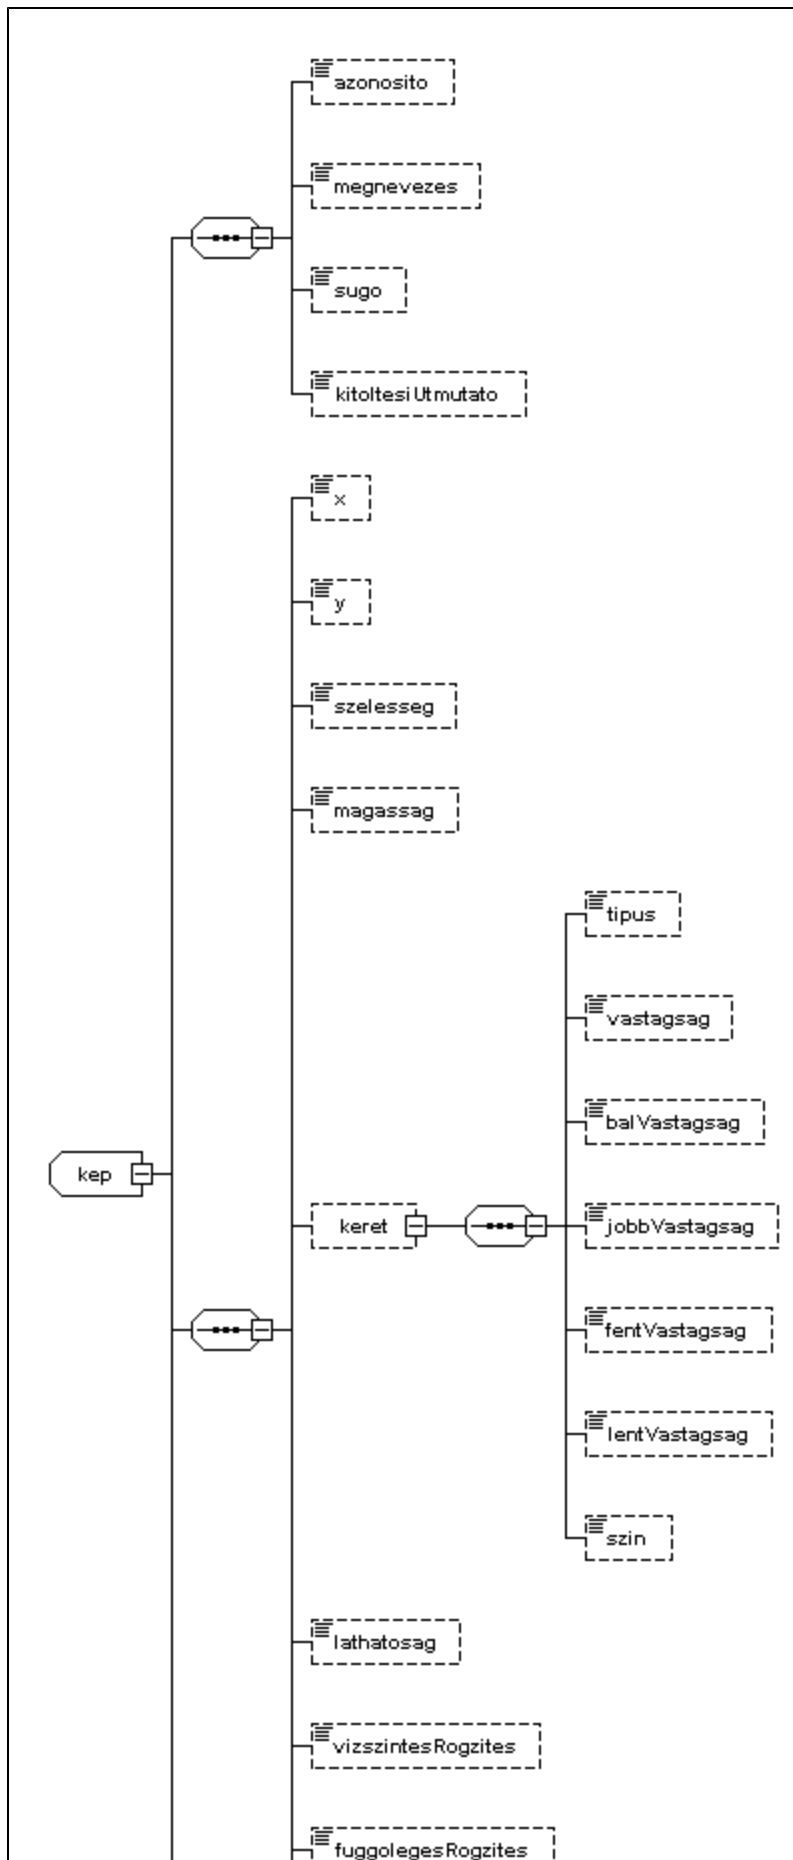 azonosito
megnevezes
sugo
kitoltesiUtmutato
x
y
szelesseg
magassag
tipus
vastagsag
balVastagsag
kep
keret
jobbVastagsag
fentVastagsag
lentVastagsag
szin
lathatosag
vizszintesRogzites
fuggolegesRogzites